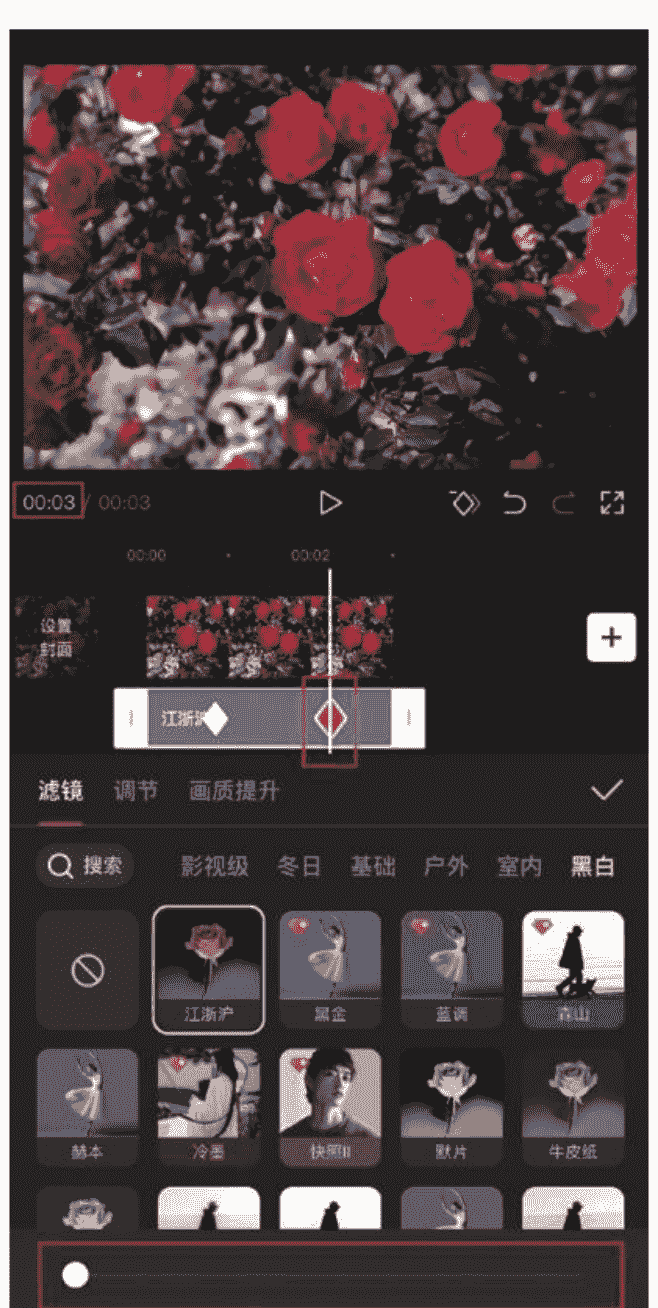 00:03 / 00:03
00:00 00:02
设置
封面
江浙沪
滤镜 调节 画质提升
搜索 影视级 冬日 基础 户外 室内 黑白
江浙沪 黑金 蓝调 森山
赫本 冷墨 快照II 默片 牛皮纸